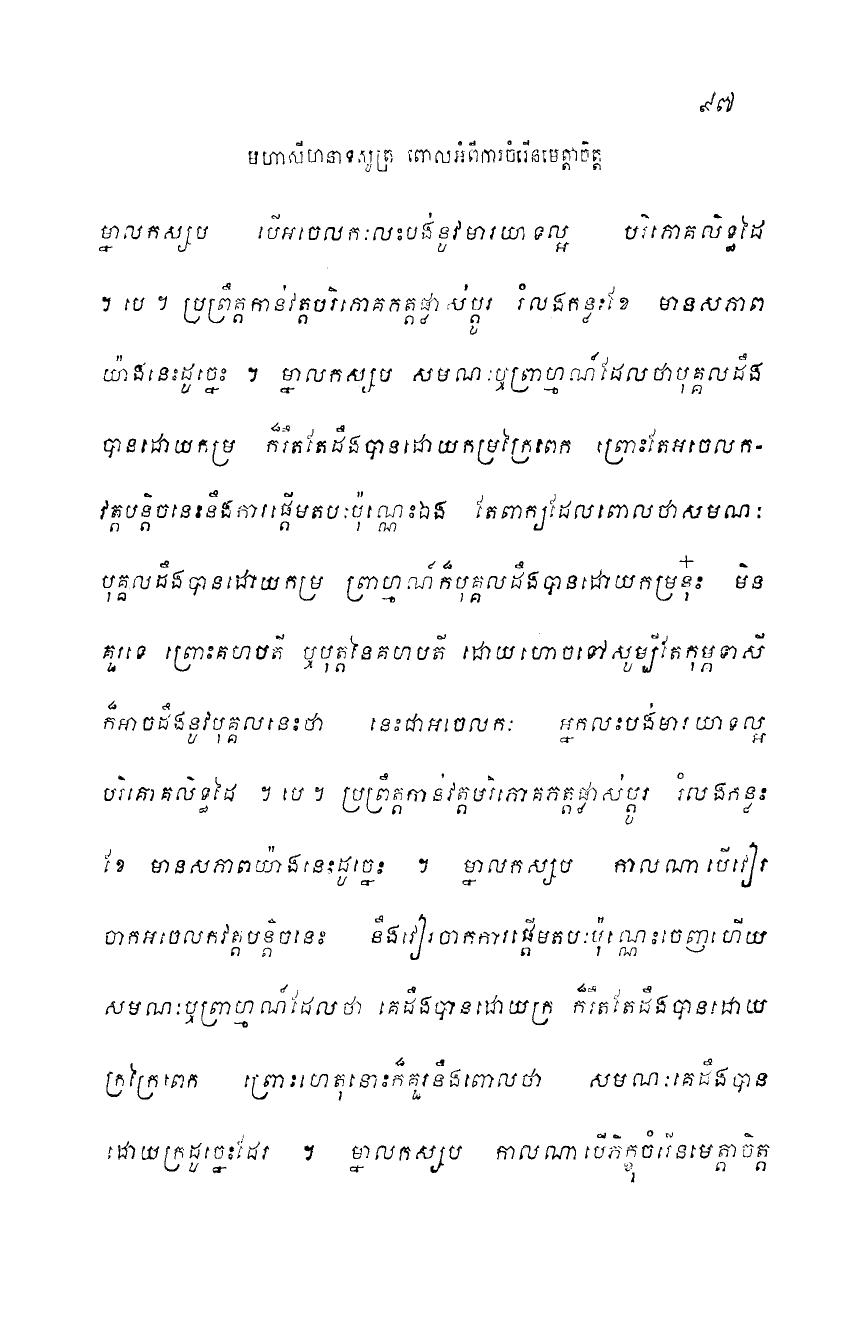 ៩៧
មហាសីហនាទសូត្រ ពោលអំពីការចំរើនមេត្តាចិត្ត
ម្នាលកស្សប បើអចេលកៈលះបង់នូវមារយាទល្អ បរិភោគលិទ្ធដៃ
។ បេ ។ ប្រព្រឹត្តកាន់វត្តបរិភោគភត្តផ្លាស់ប្តូរ រំលងកន្លះខែ មានសភាព
យ៉ាងនេះដូច្នេះ ។ ម្នាលកស្សប សមណៈឬព្រាហ្មណ៍ដែលថាបុគ្គលដឹង
បានដោយកម្រ ក៏រឹតតែដឹងបានដោយកម្រក្រៃពេក ព្រោះតែអចេលក-
វត្តបន្តិចនេះនឹងការផ្តើមតបៈប៉ុណ្ណេះឯង តែពាក្យដែលពោលថាសមណៈ
បុគ្គលដឹងបានដោយកម្រ ព្រាហ្មណ៍ក៏បុគ្គលដឹងបានដោយកម្រនុ៎ះ មិន
គួរទេ ព្រោះគហបតី ឬបុត្តនៃគហបតី ដោយហោចទៅសូម្បីតែកុម្ភទាសី
ក៏អាចដឹងនូវបុគ្គលនេះថា នេះជាអចេលកៈ អ្នកលះបង់មារយាទល្អ
បរិភោគលិទ្ធដៃ ។ បេ ។ ប្រព្រឹត្តកាន់វត្តបរិភោគភត្តផ្លាស់ប្តូរ រំលងកន្លះ
ខែ មានសភាពយ៉ាងនេះដូច្នេះ ។ ម្នាលកស្សប កាលណាបើវៀរ
ចាកអចេលកវត្តបន្តិចនេះ នឹងវៀរចាកការផ្តើមតបៈប៉ុណ្ណេះចេញហើយ
សមណៈឬព្រាហ្មណ៍ដែលថា គេដឹងបានដោយក្រ ក៏រឹតតែដឹងបានដោយ
ក្រក្រៃពេក ព្រោះហេតុនោះក៏គួរនឹងពោលថា សមណៈគេដឹងបាន
ដោយក្រដូច្នេះដែរ ។ ម្នាលកស្សប កាលណាបើភិក្ខុចំរើនមេត្តាចិត្ត